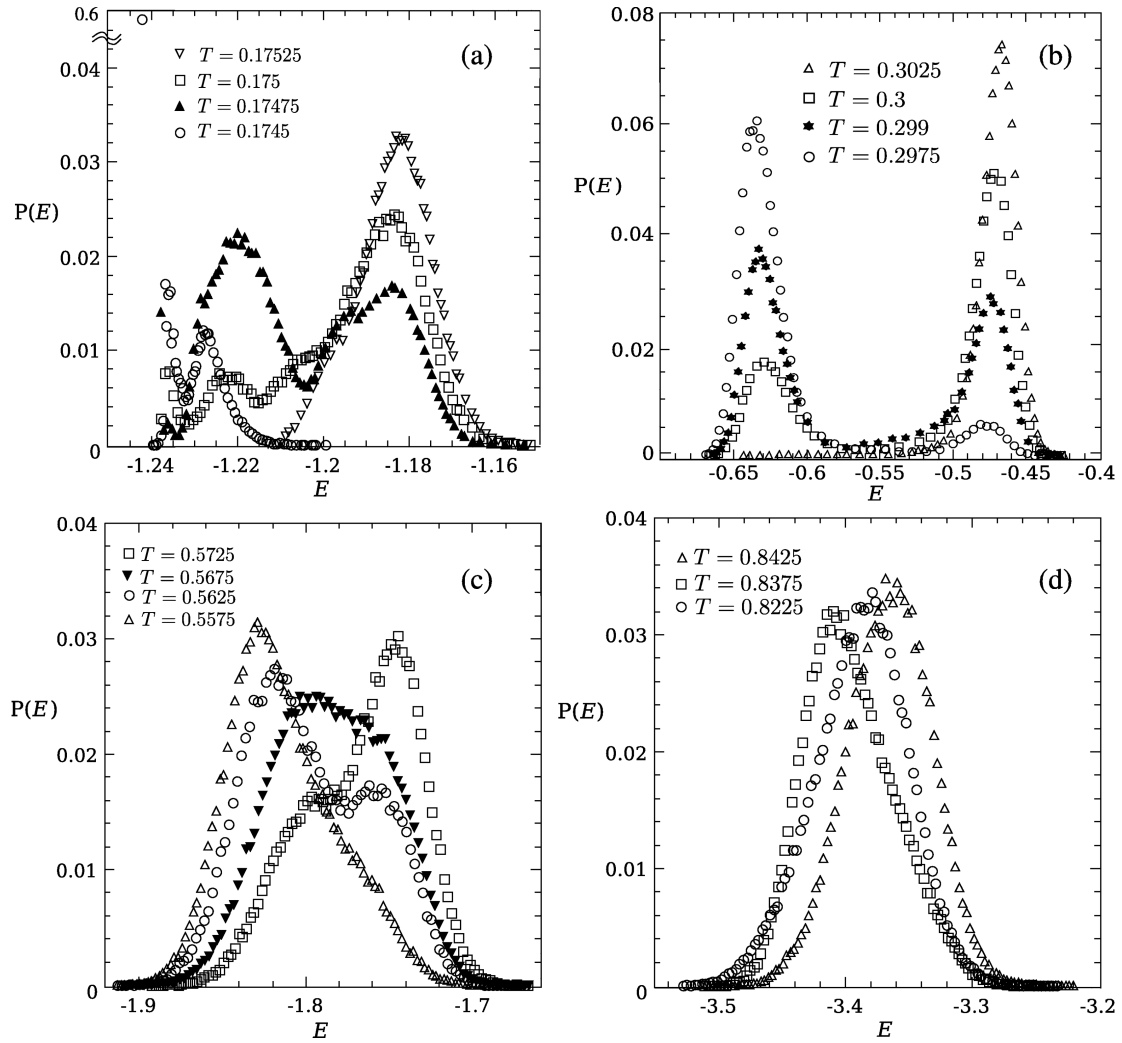 0.6
(a)
T = 0.17525
T = 0.175
T = 0.17475
T = 0.1745
0.04
0.03
P(E)
0.02
0.01
0
-1.24 -1.22 -1.20 -1.18 -1.16
E
0.08
(b)
T = 0.3025
T = 0.3
T = 0.299
T = 0.2975
0.06
P(E)
0.04
0.02
0
-0.65 -0.6 -0.55 -0.5 -0.45 -0.4
E
0.04
(c)
T = 0.5725
T = 0.5675
T = 0.5625
T = 0.5575
0.03
P(E)
0.02
0.01
0
-1.9 -1.8 -1.7
E
0.04
(d)
T = 0.8425
T = 0.8375
T = 0.8225
0.03
P(E)
0.02
0.01
0
-3.5 -3.4 -3.3 -3.2
E